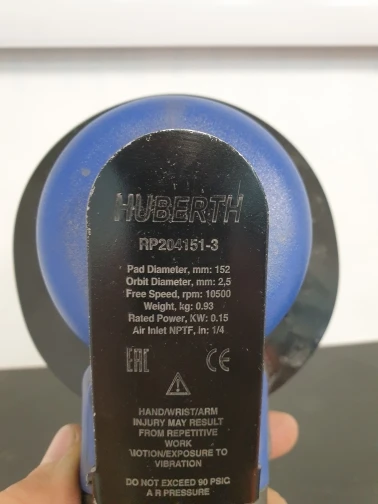 HUBERTH
RP204151-3
Pad Diameter, mm: 152
Orbit Diameter, mm: 2,5
Free Speed, rpm: 10500
Weight, kg: 0.93
Rated Power, KW: 0.15
Air Inlet NPTF, in: 1/4
EAC CE
HAND/WRIST/ARM
INJURY MAY RESULT
FROM REPETITIVE
WORK
MOTION/EXPOSURE TO
VIBRATION
DO NOT EXCEED 90 PSIG
A R PRESSURE